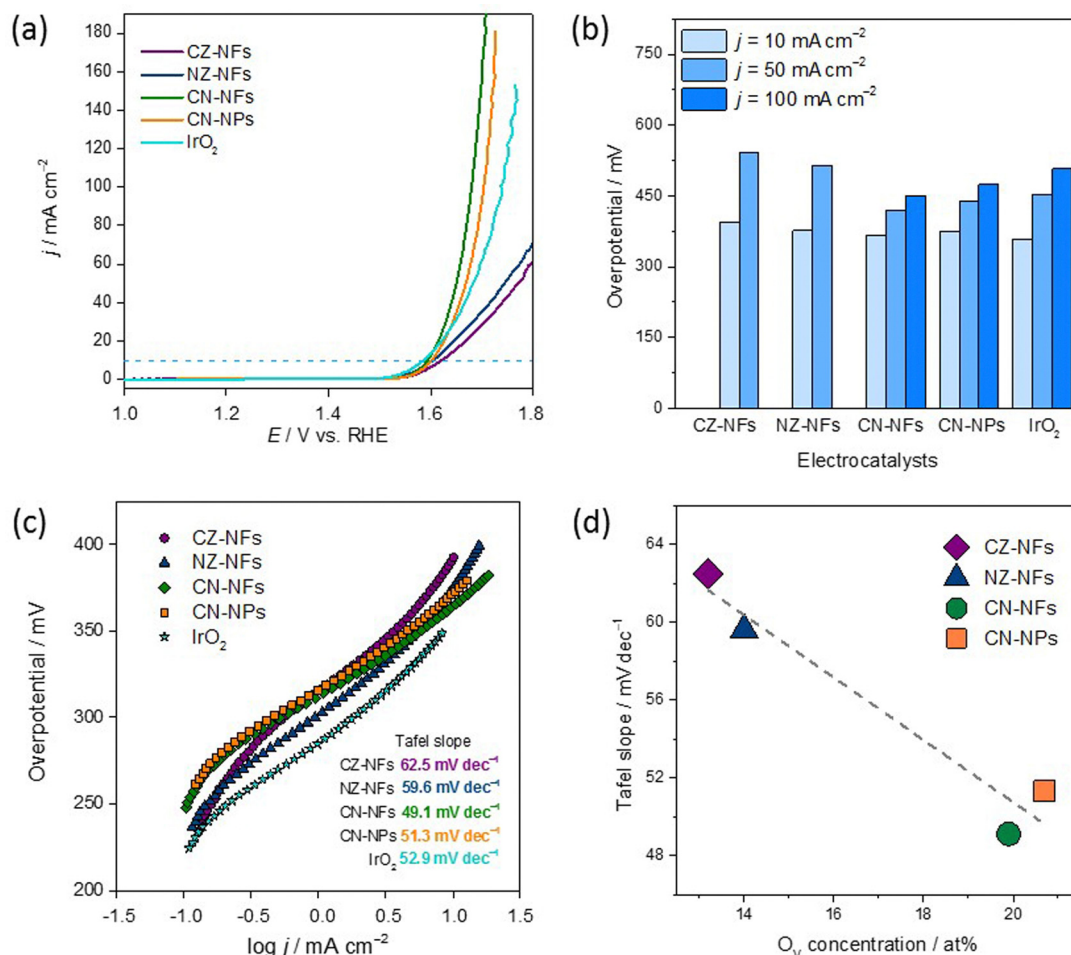 (a)
180
160
140
120
100
80
60
40
20
0
j / mA cm⁻²
CZ-NFs
NZ-NFs
CN-NFs
CN-NPs
IrO₂
1.0 1.2 1.4 1.6 1.8
E / V vs. RHE
(b)
750
600
450
300
150
0
Overpotential / mV
j = 10 mA cm⁻²
j = 50 mA cm⁻²
j = 100 mA cm⁻²
CZ-NFs NZ-NFs CN-NFs CN-NPs IrO₂
Electrocatalysts
(c)
400
350
300
250
200
Overpotential / mV
CZ-NFs
NZ-NFs
CN-NFs
CN-NPs
IrO₂
Tafel slope
CZ-NFs 62.5 mV dec⁻¹
NZ-NFs 59.6 mV dec⁻¹
CN-NFs 49.1 mV dec⁻¹
CN-NPs 51.3 mV dec⁻¹
IrO₂ 52.9 mV dec⁻¹
-1.5 -1.0 -0.5 0.0 0.5 1.0 1.5
log j / mA cm⁻²
(d)
64
60
56
52
48
Tafel slope / mV dec⁻¹
CZ-NFs
NZ-NFs
CN-NFs
CN-NPs
14 16 18 20
Oᵥ concentration / at%